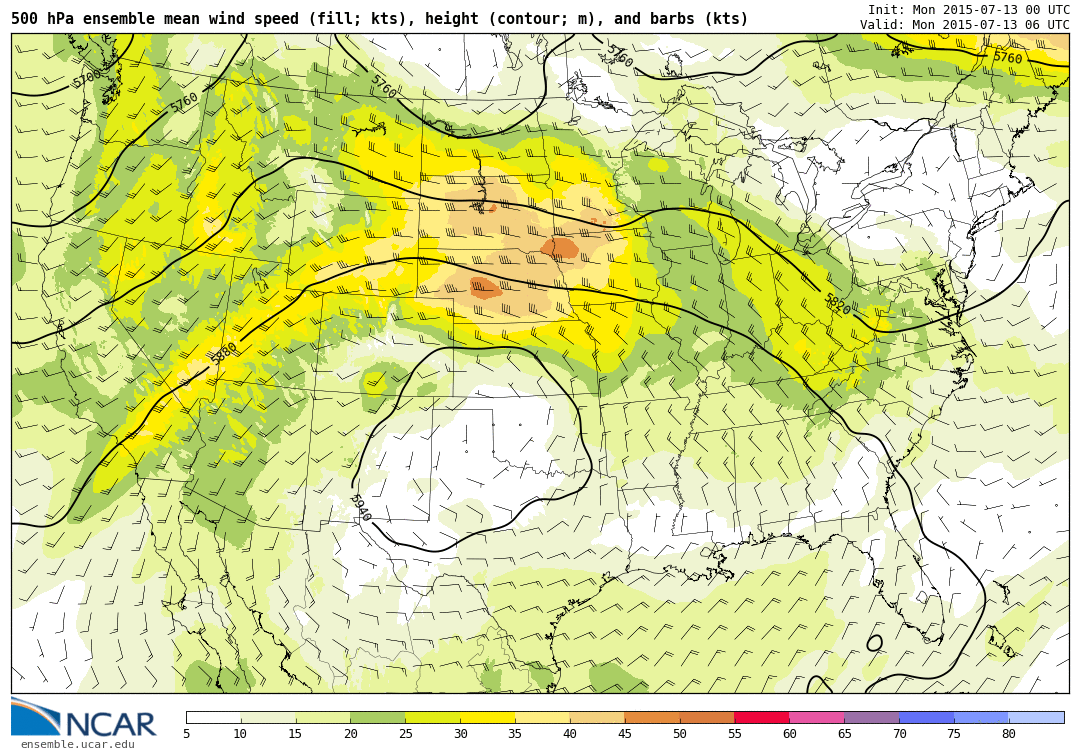 500 hPa ensemble mean wind speed (fill; kts), height (contour; m), and barbs (kts)
Init: Mon 2015-07-13 00 UTC
Valid: Mon 2015-07-13 06 UTC
5700
5760
5760
5760
5760
5820
5880
5940
NCAR
ensemble.ucar.edu
5 10 15 20 25 30 35 40 45 50 55 60 65 70 75 80